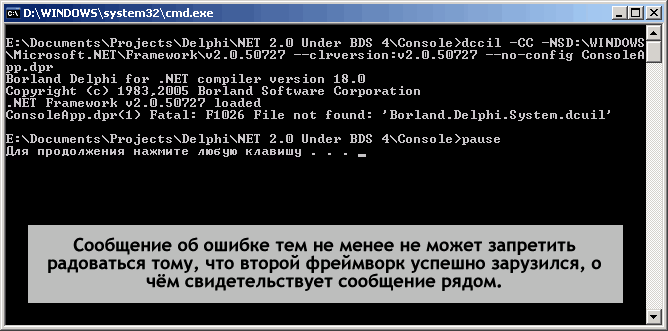 D:\WINDOWS\system32\cmd.exe
E:\Documents\Projects\Delphi\NET 2.0 Under BDS 4\Console>dccil -CC -NSD:\WINDOWS
\Microsoft.NET\Framework\v2.0.50727 --clrversion:v2.0.50727 --no-config ConsoleA
pp.dpr
Borland Delphi for .NET compiler version 18.0
Copyright (c) 1983,2005 Borland Software Corporation
.NET Framework v2.0.50727 loaded
ConsoleApp.dpr(1) Fatal: F1026 File not found: 'Borland.Delphi.System.dcuil'
E:\Documents\Projects\Delphi\NET 2.0 Under BDS 4\Console>pause
Для продолжения нажмите любую клавишу . . . _
Сообщение об ошибке тем не менее не может запретить
радоваться тому, что второй фреймворк успешно зарузился, о
чём свидетельствует сообщение рядом.